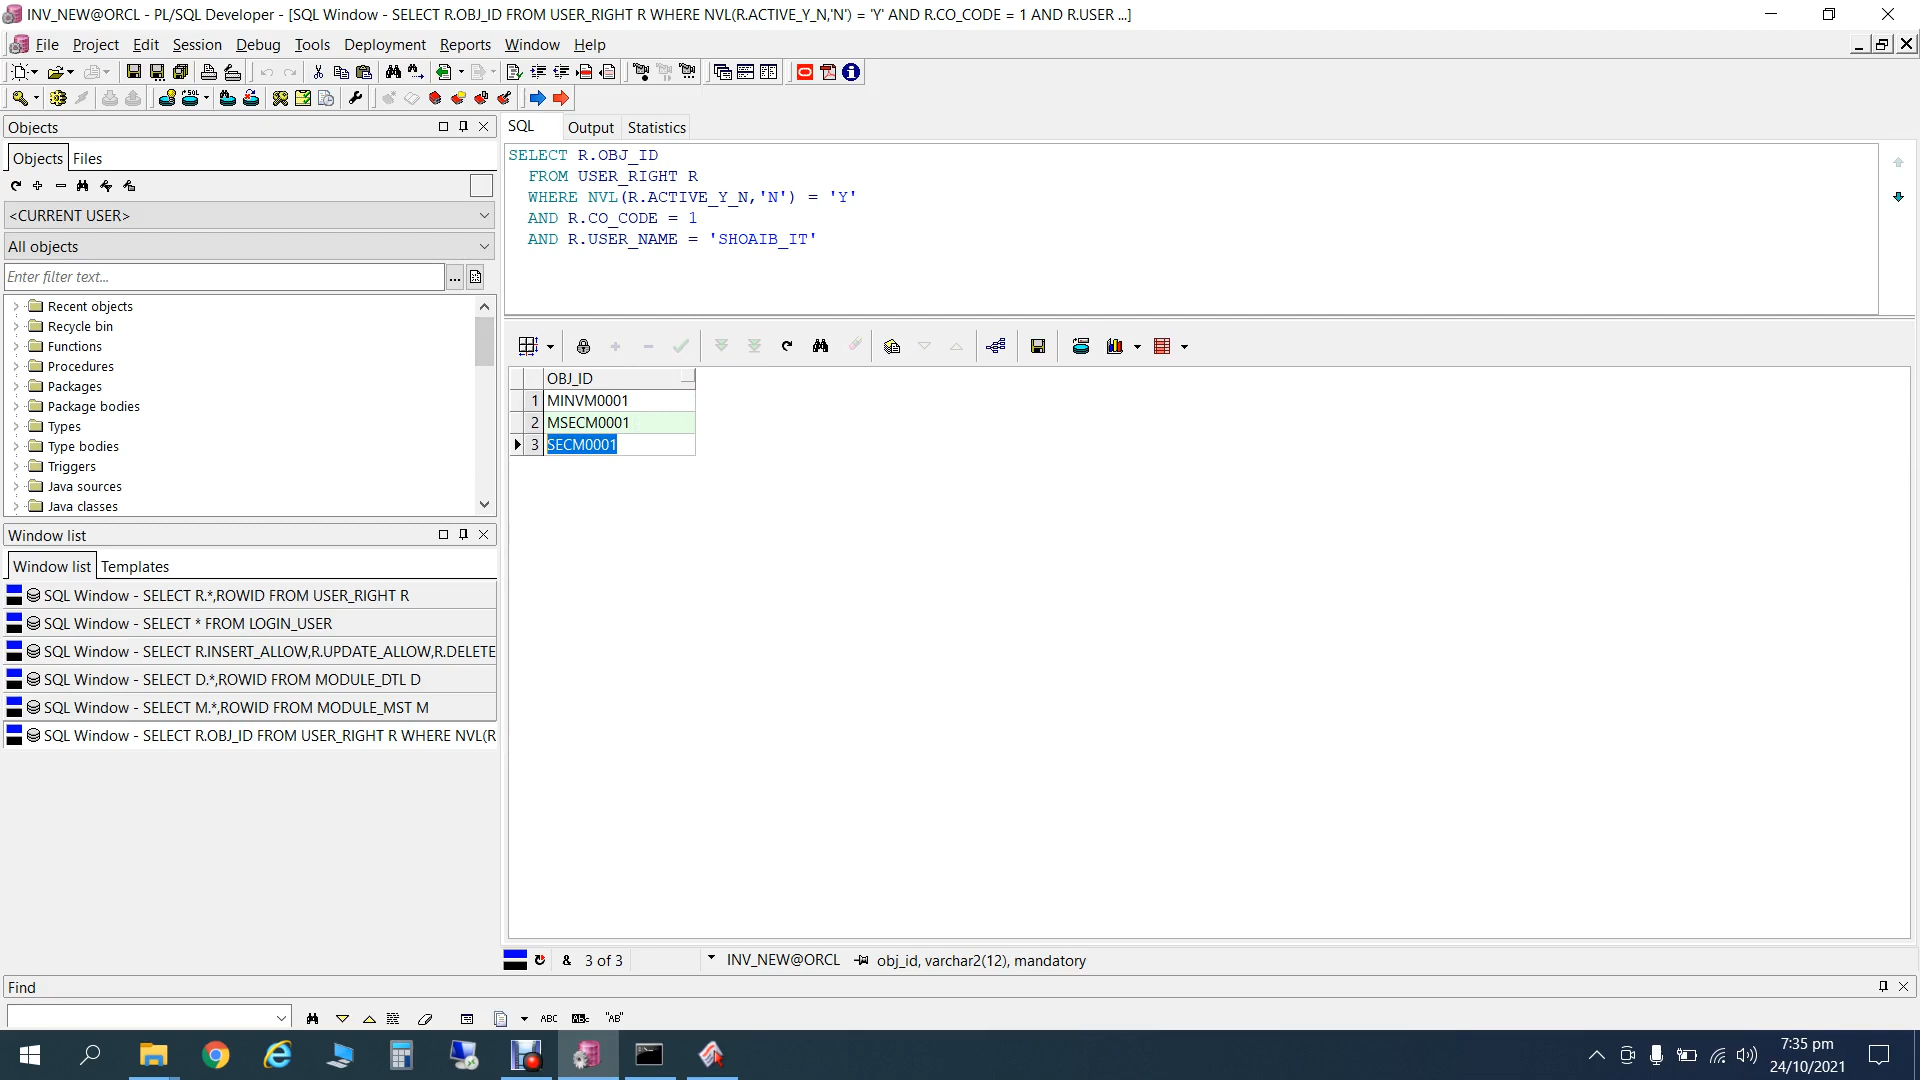 INV_NEW@ORCL - PL/SQL Developer - [SQL Window - SELECT R.OBJ_ID FROM USER_RIGHT R WHERE NVL(R.ACTIVE_Y_N,'N') = 'Y' AND R.CO_CODE = 1 AND R.USER ...]
File Project Edit Session Debug Tools Deployment Reports Window Help
Objects
SQL Output Statistics
Objects Files
<CURRENT USER>
All objects
Enter filter text...
Recent objects
Recycle bin
Functions
Procedures
Packages
Package bodies
Types
Type bodies
Triggers
Java sources
Java classes
Window list
Window list Templates
SQL Window - SELECT R.*,ROWID FROM USER_RIGHT R
SQL Window - SELECT * FROM LOGIN_USER
SQL Window - SELECT R.INSERT_ALLOW,R.UPDATE_ALLOW,R.DELETE
SQL Window - SELECT D.*,ROWID FROM MODULE_DTL D
SQL Window - SELECT M.*,ROWID FROM MODULE_MST M
SQL Window - SELECT R.OBJ_ID FROM USER_RIGHT R WHERE NVL(R
SELECT R.OBJ_ID
FROM USER_RIGHT R
WHERE NVL(R.ACTIVE_Y_N,'N') = 'Y'
AND R.CO_CODE = 1
AND R.USER_NAME = 'SHOAIB_IT'
OBJ_ID
1 MINVM0001
2 MSECM0001
3 SECM0001
& 3 of 3 INV_NEW@ORCL obj_id, varchar2(12), mandatory
Find
ABC "AB"
7:35 pm
24/10/2021